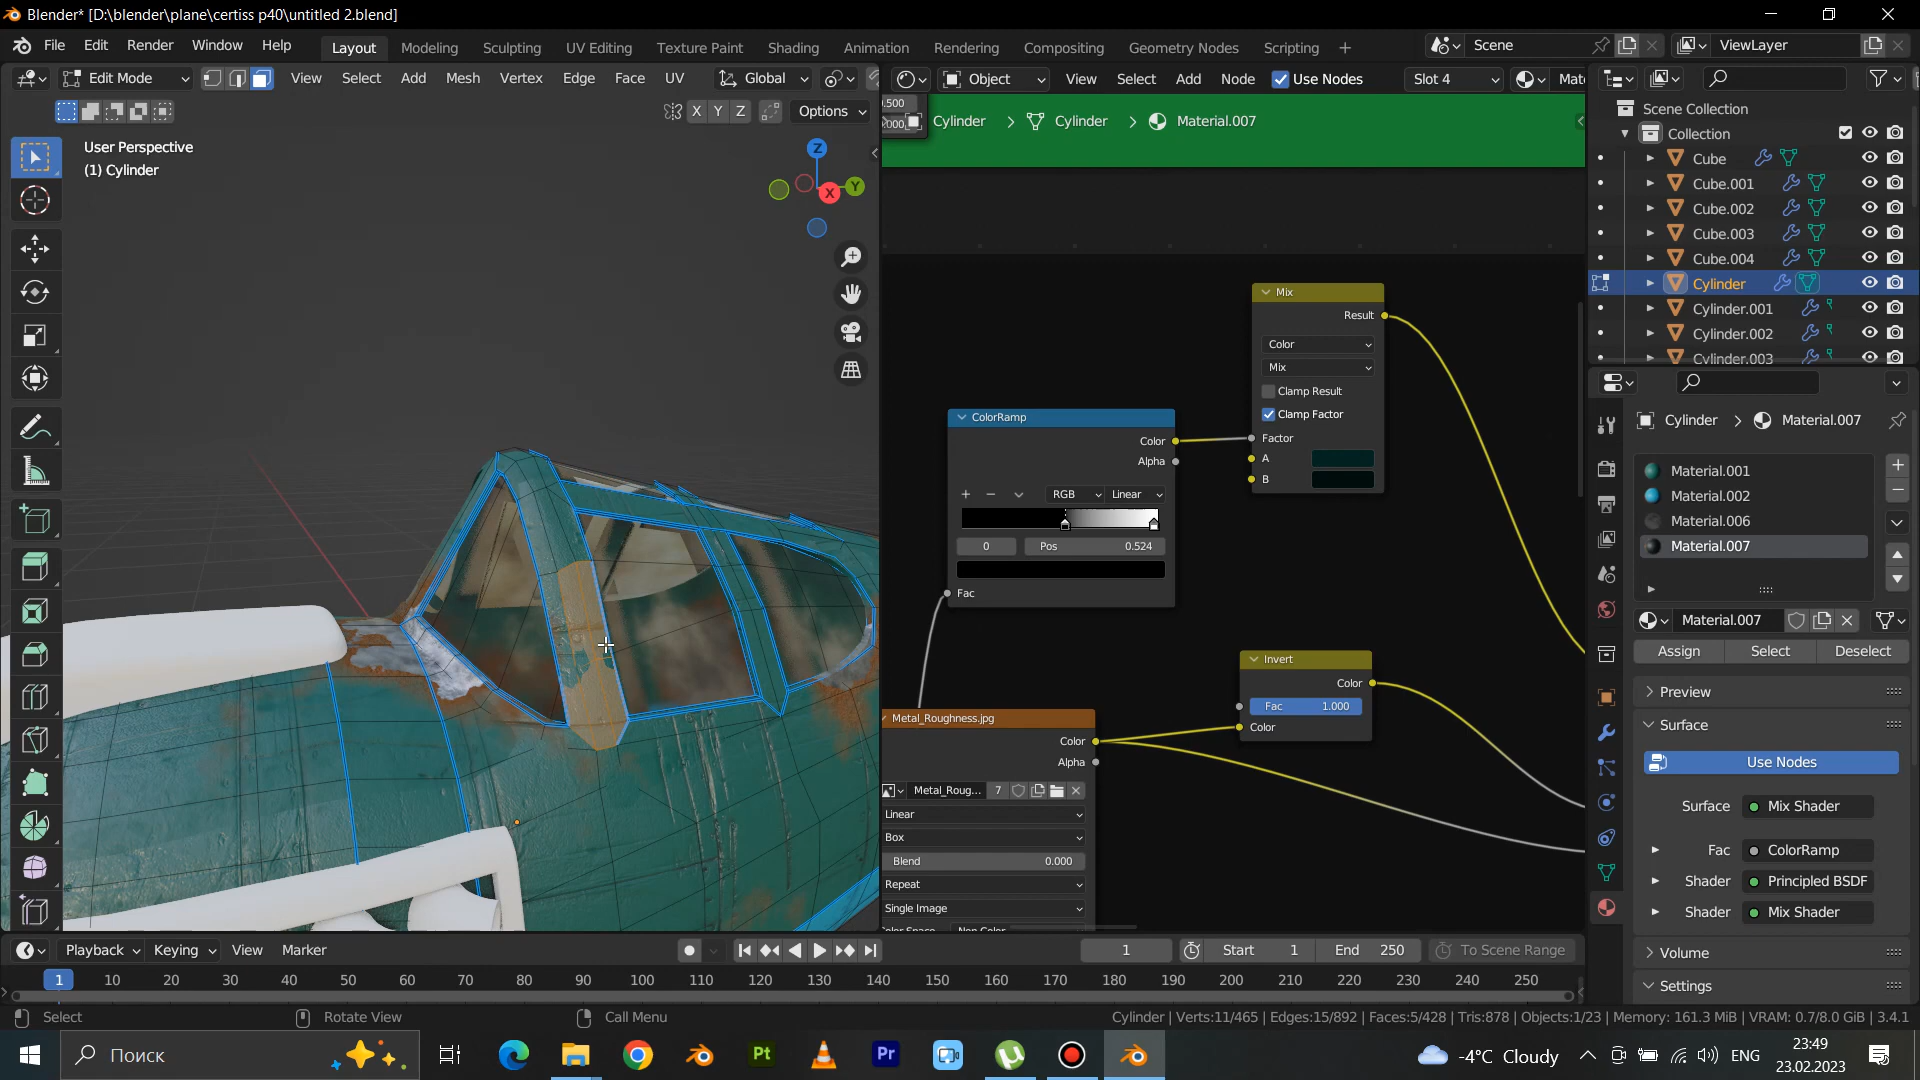 Blender* [D:\blender\plane\certiss p40\untitled 2.blend]
File Edit Render Window Help
Layout Modeling Sculpting UV Editing Texture Paint Shading Animation Rendering Compositing Geometry Nodes Scripting
Scene
ViewLayer
Edit Mode View Select Add Mesh Vertex Edge Face UV Global
Object View Select Add Node Use Nodes Slot 4
X Y Z Options
User Perspective
(1) Cylinder
Z
Y
X
Cylinder > Cylinder > Material.007
Mix
Result
Color
Mix
Clamp Result
Clamp Factor
Factor
A
B
ColorRamp
Color
Alpha
RGB Linear
0 Pos 0.524
Fac
Invert
Color
Fac 1.000
Color
Metal_Roughness.jpg
Color
Alpha
Metal_Roug... 7
Linear
Box
Blend 0.000
Repeat
Single Image
Scene Collection
Collection
Cube
Cube.001
Cube.002
Cube.003
Cube.004
Cylinder
Cylinder.001
Cylinder.002
Cylinder.003
Cylinder > Material.007
Material.001
Material.002
Material.006
Material.007
Material.007
Assign Select Deselect
Preview
Surface
Use Nodes
Surface Mix Shader
Fac ColorRamp
Shader Principled BSDF
Shader Mix Shader
Volume
Settings
Playback Keying View Marker
1 Start 1 End 250 To Scene Range
1 10 20 30 40 50 60 70 80 90 100 110 120 130 140 150 160 170 180 190 200 210 220 230 240 250
Select Rotate View Call Menu
Cylinder | Verts:11/465 | Edges:15/892 | Faces:5/428 | Tris:878 | Objects:1/23 | Memory: 161.3 MiB | VRAM: 0.7/8.0 GiB | 3.4.1
Поиск
Pt
Pr
-4°C Cloudy
ENG
23:49
23.02.2023